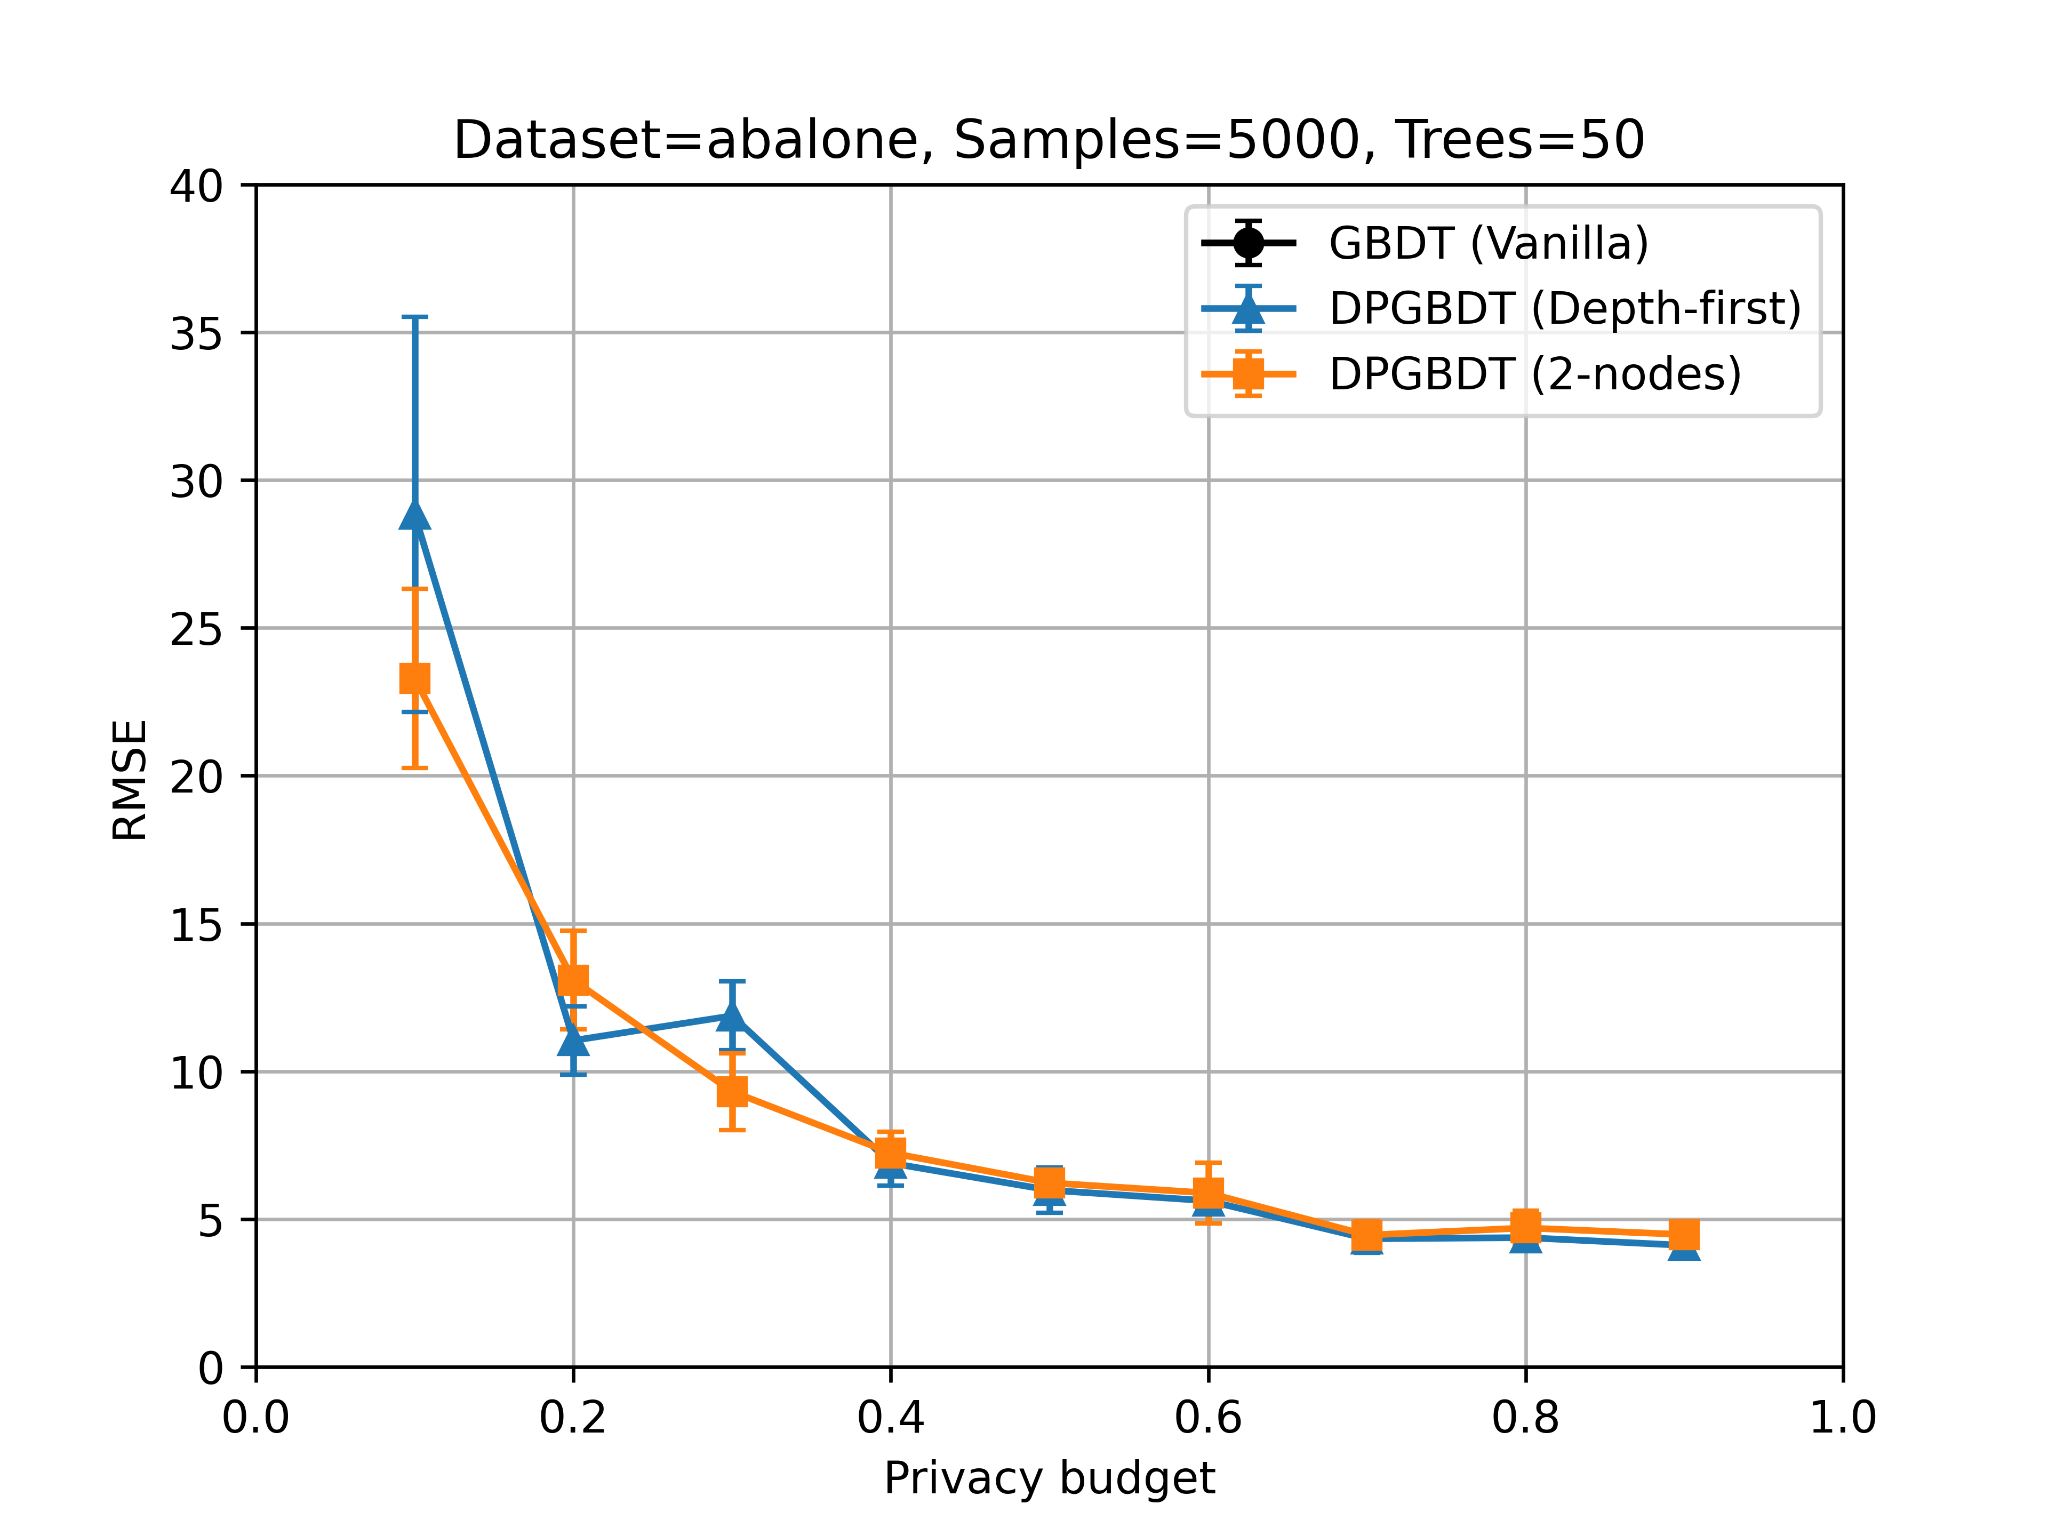 Dataset=abalone, Samples=5000, Trees=50
40
35
30
25
20
15
10
5
0
RMSE
GBDT (Vanilla)
DPGBDT (Depth-first)
DPGBDT (2-nodes)
0.0 0.2 0.4 0.6 0.8 1.0
Privacy budget